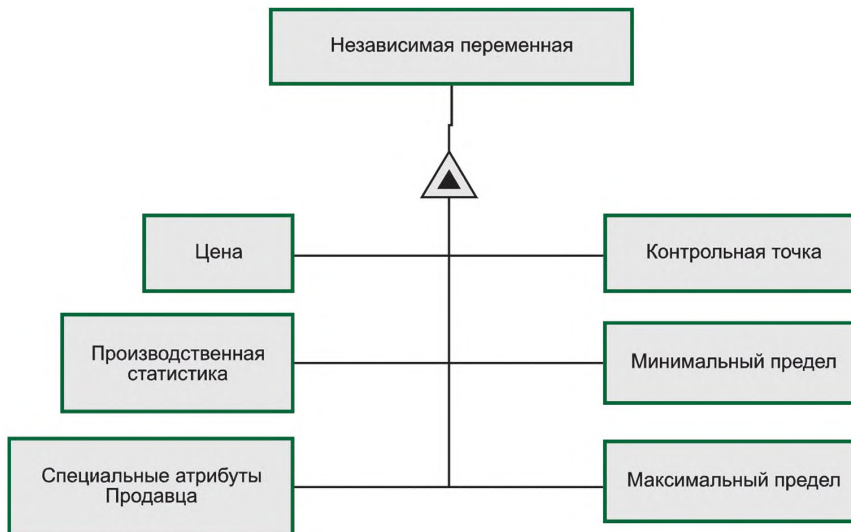 Независимая переменная
Цена
Контрольная точка
Производственная
статистика
Минимальный предел
Специальные атрибуты
Продавца
Максимальный предел